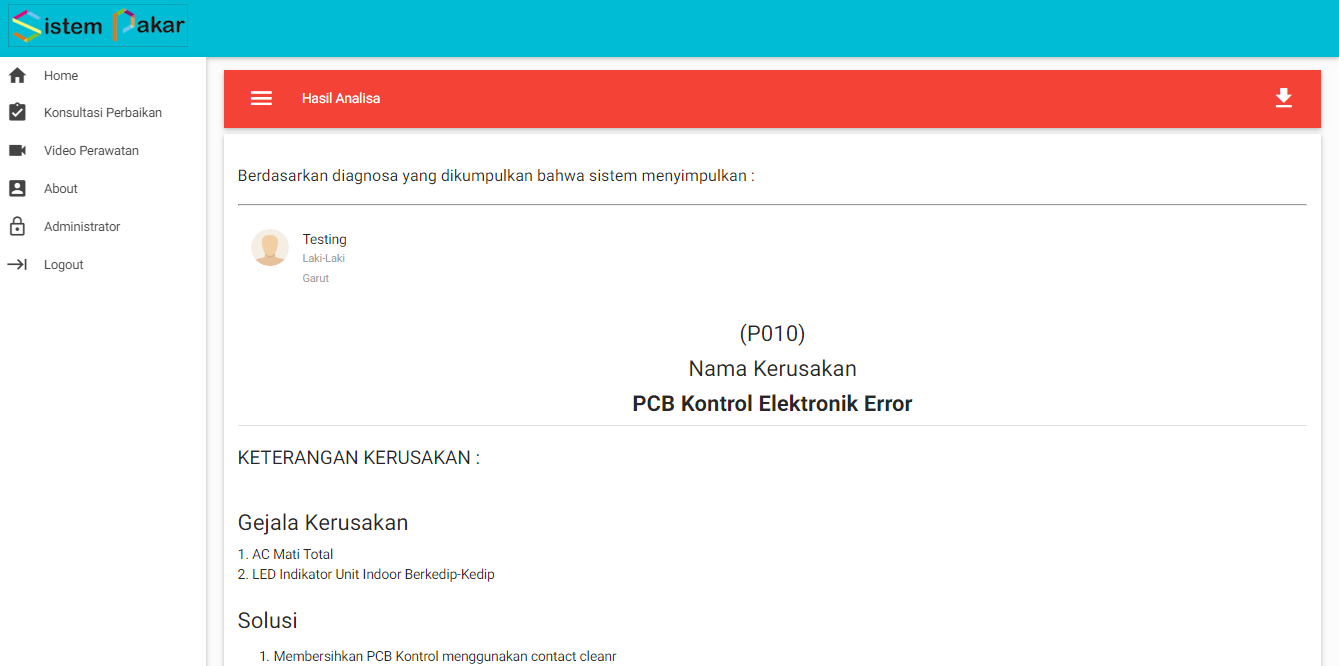 Sistem Pakar
Home
Konsultasi Perbaikan
Video Perawatan
About
Administrator
Logout
Hasil Analisa
Berdasarkan diagnosa yang dikumpulkan bahwa sistem menyimpulkan :
Testing
Laki-Laki
Garut
(P010)
Nama Kerusakan
PCB Kontrol Elektronik Error
KETERANGAN KERUSAKAN :
Gejala Kerusakan
1. AC Mati Total
2. LED Indikator Unit Indoor Berkedip-Kedip
Solusi
1. Membersihkan PCB Kontrol menggunakan contact cleanr